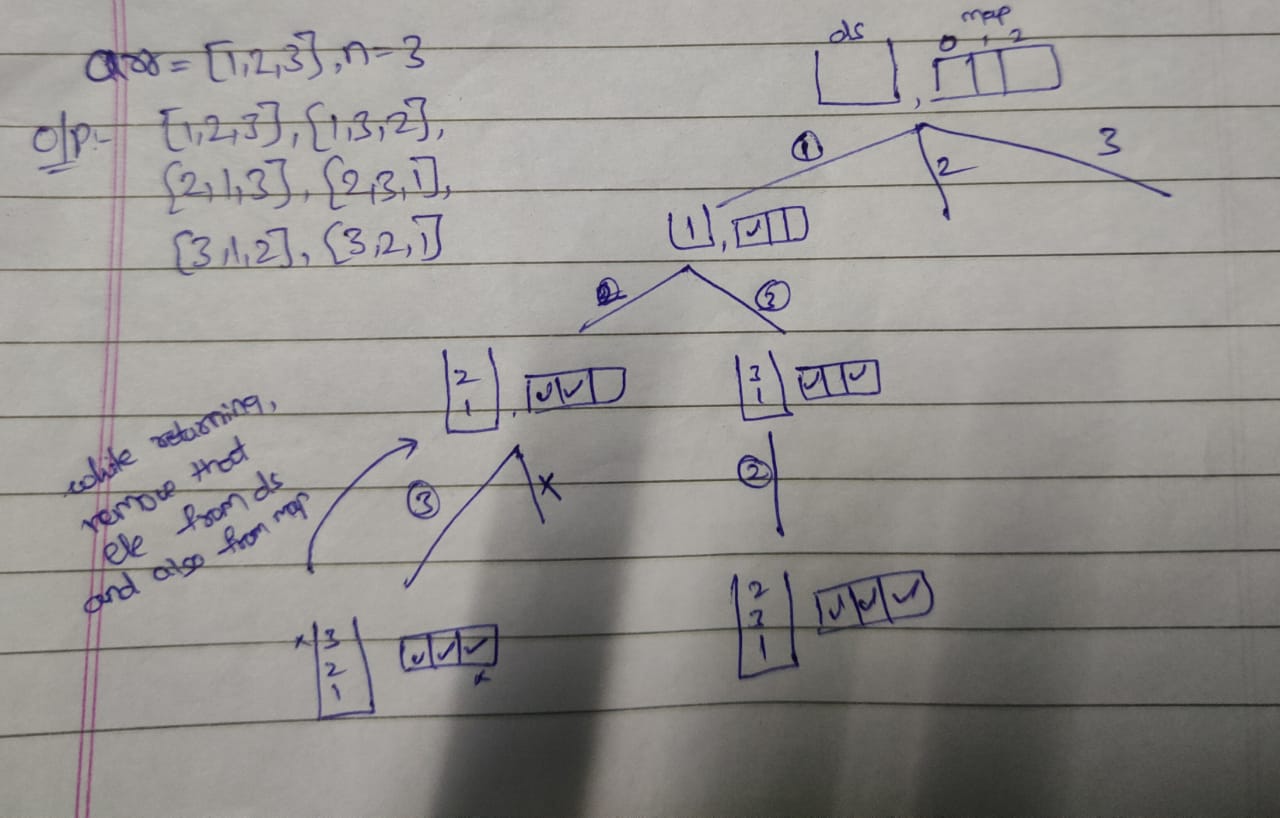 arr = [1,2,3], n=3
O/P:- [1,2,3], [1,3,2],
[2,1,3], [2,3,1],
[3,1,2], [3,2,1]
ds
map
0 1 2
1
2
3
1
✓
2
3
2
1
✓ ✓
3
1
✓ ✓
while returning,
remove that
ele from ds
and also from map
3
x
2
x 3
2
1
✓ ✓ ✓
x
2
3
1
✓ ✓ ✓